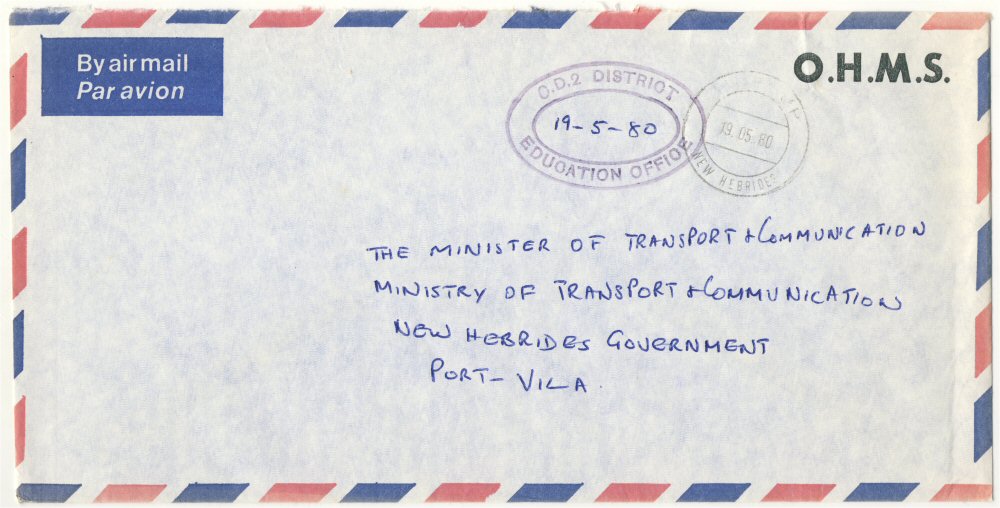 By air mail
Par avion
O.H.M.S.
C.D.2 DISTRICT
19-5-80
EDUCATION OFFICE
19.05.80
NEW HEBRIDES
THE MINISTER OF TRANSPORT & COMMUNICATION
MINISTRY OF TRANSPORT & COMMUNICATION
NEW HEBRIDES GOVERNMENT
PORT-VILA.